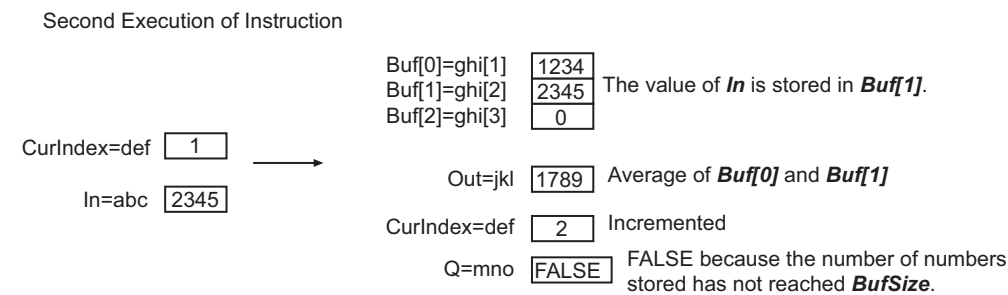 Second Execution of Instruction
Buf[0]=ghi[1] 1234
Buf[1]=ghi[2] 2345 The value of In is stored in Buf[1].
Buf[2]=ghi[3] 0
CurIndex=def 1
In=abc 2345
Out=jkl 1789 Average of Buf[0] and Buf[1]
CurIndex=def 2 Incremented
Q=mno FALSE FALSE because the number of numbers
stored has not reached BufSize.